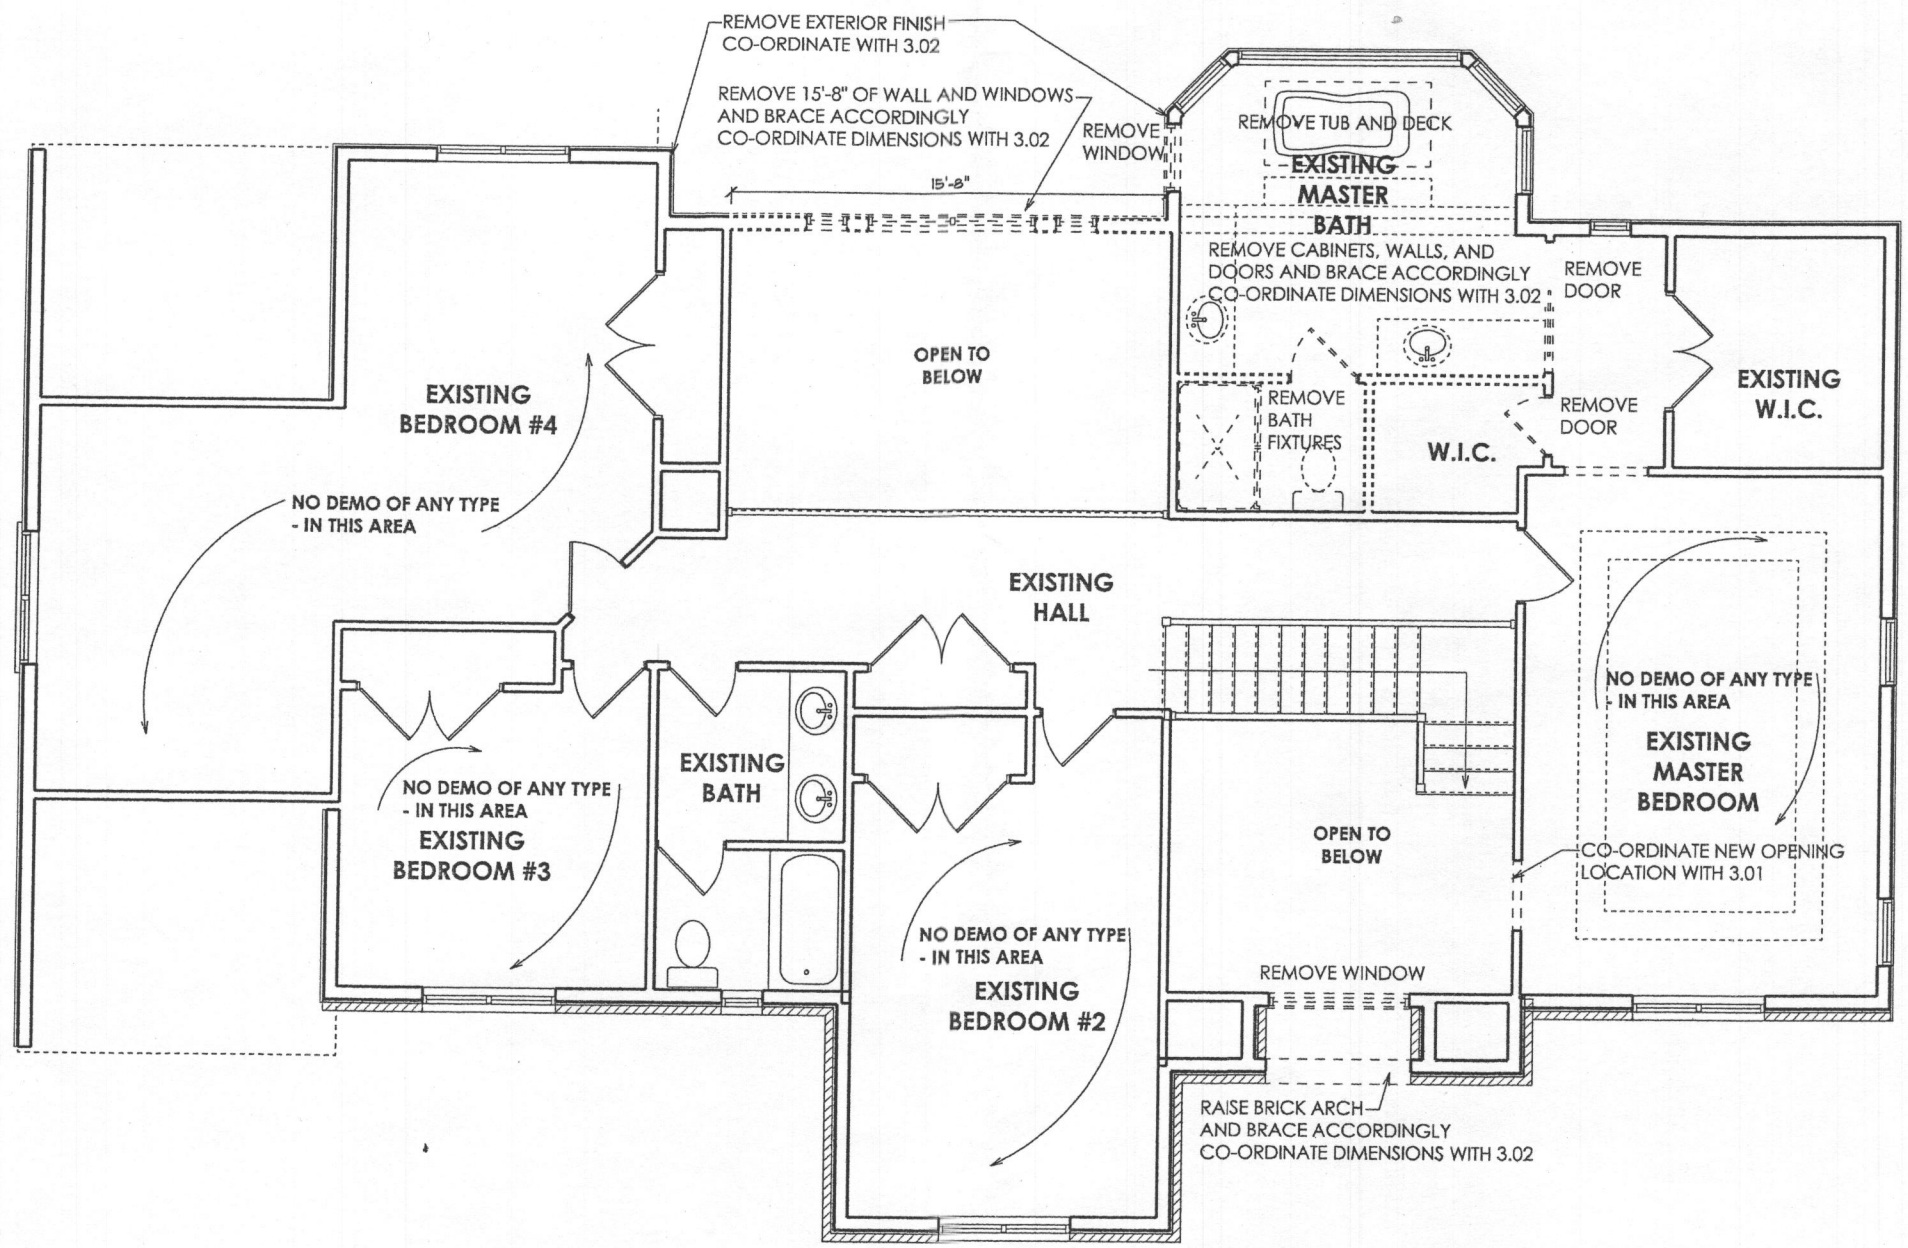 REMOVE EXTERIOR FINISH
CO-ORDINATE WITH 3.02
REMOVE 15'-8" OF WALL AND WINDOWS
AND BRACE ACCORDINGLY
CO-ORDINATE DIMENSIONS WITH 3.02
REMOVE
WINDOW
15'-8"
REMOVE TUB AND DECK
EXISTING
MASTER
BATH
REMOVE CABINETS, WALLS, AND
DOORS AND BRACE ACCORDINGLY
CO-ORDINATE DIMENSIONS WITH 3.02
REMOVE
DOOR
OPEN TO
BELOW
EXISTING
BEDROOM #4
REMOVE
BATH
FIXTURES
W.I.C.
REMOVE
DOOR
EXISTING
W.I.C.
NO DEMO OF ANY TYPE
- IN THIS AREA
EXISTING
HALL
NO DEMO OF ANY TYPE
- IN THIS AREA
EXISTING
MASTER
BEDROOM
NO DEMO OF ANY TYPE
- IN THIS AREA
EXISTING
BEDROOM #3
EXISTING
BATH
OPEN TO
BELOW
CO-ORDINATE NEW OPENING
LOCATION WITH 3.01
NO DEMO OF ANY TYPE
- IN THIS AREA
EXISTING
BEDROOM #2
REMOVE WINDOW
RAISE BRICK ARCH
AND BRACE ACCORDINGLY
CO-ORDINATE DIMENSIONS WITH 3.02